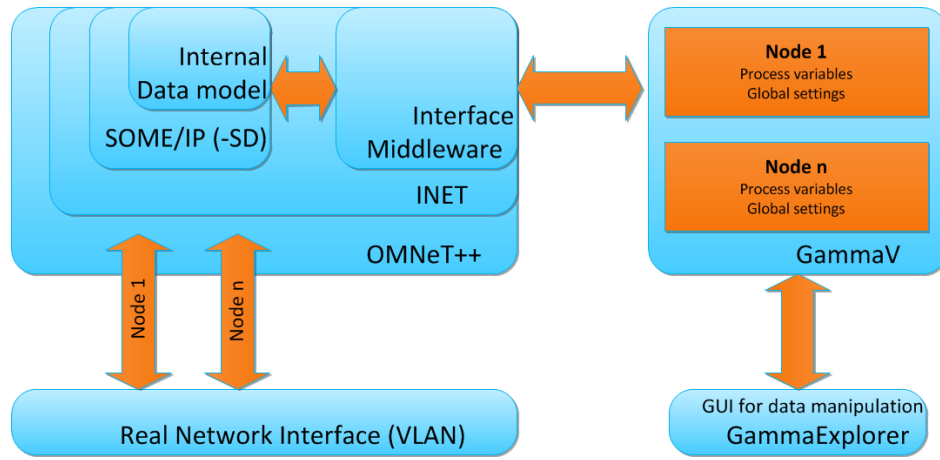 Internal
Data model
SOME/IP (-SD)
Interface
Middleware
INET
OMNeT++
Node 1
Process variables
Global settings
Node n
Process variables
Global settings
GammaV
Node 1
Node n
Real Network Interface (VLAN)
GUI for data manipulation
GammaExplorer